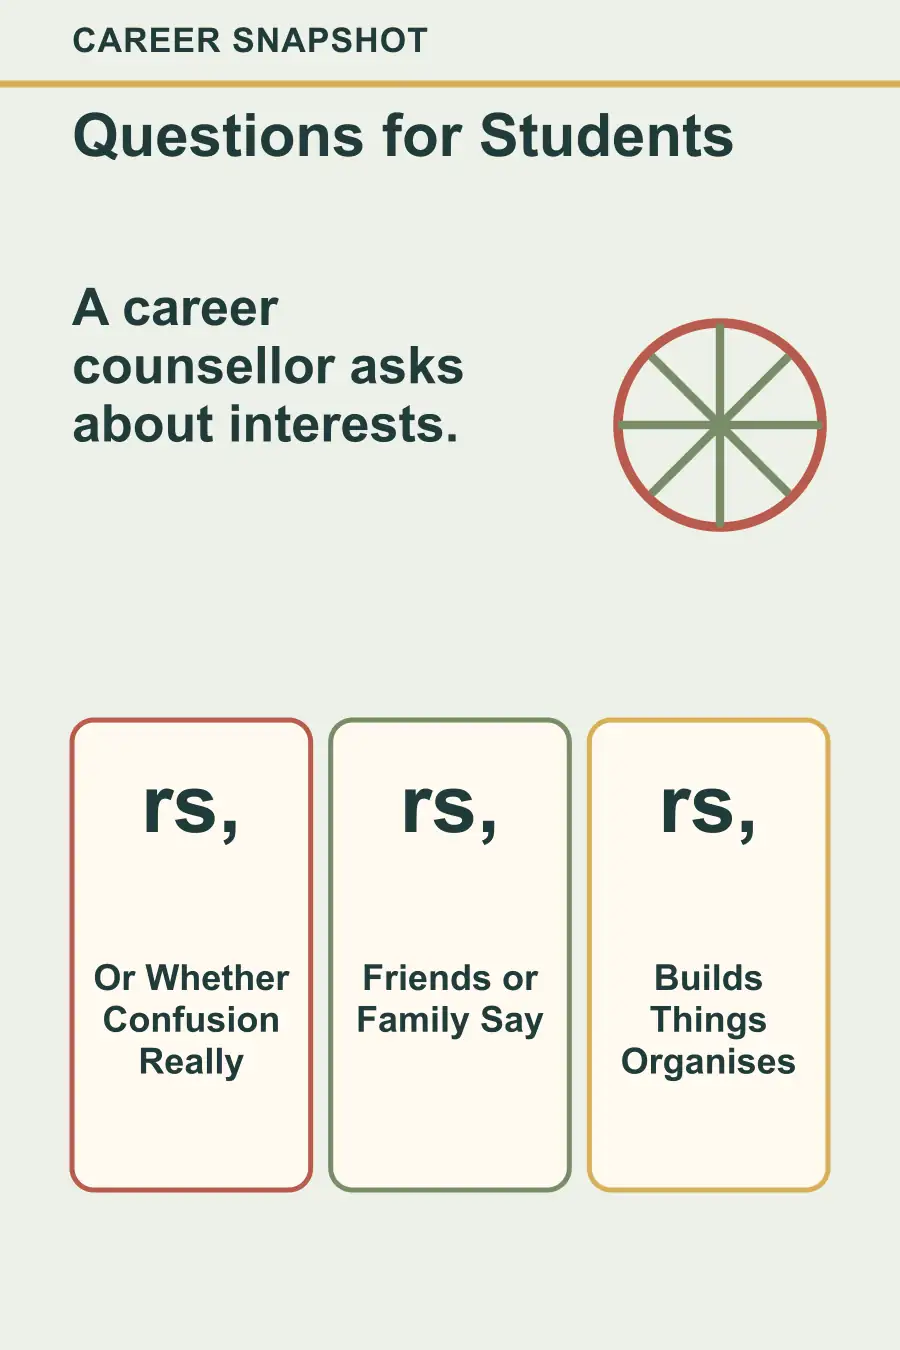 CAREER SNAPSHOT
Questions for Students
A career
counsellor asks
about interests.
rs,
Or Whether
Confusion
Really
rs,
Friends or
Family Say
rs,
Builds
Things
Organises